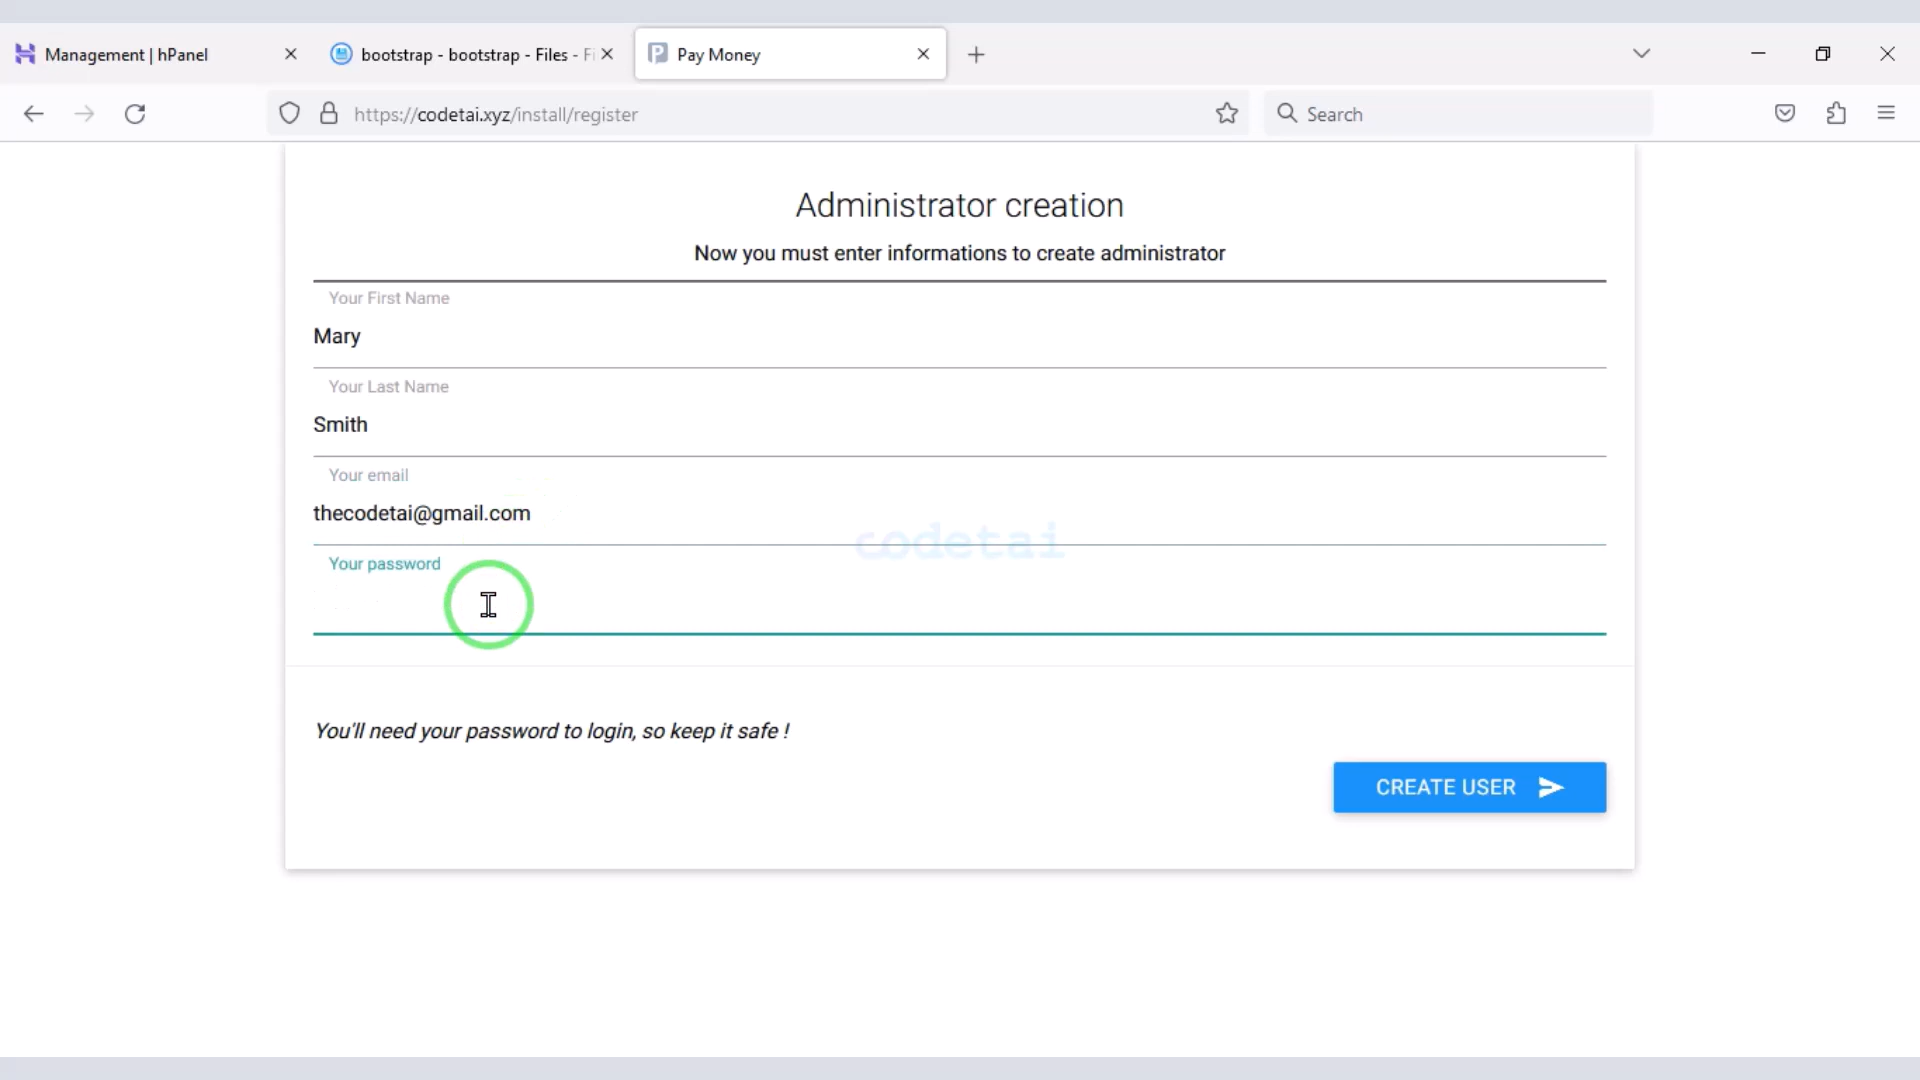 Management | hPanel
bootstrap - bootstrap - Files - Fi
Pay Money
https://codetai.xyz/install/register
Search
Administrator creation
Now you must enter informations to create administrator
Your First Name
Mary
Your Last Name
Smith
Your email
thecodetai@gmail.com
codetai
Your password
You'll need your password to login, so keep it safe !
CREATE USER